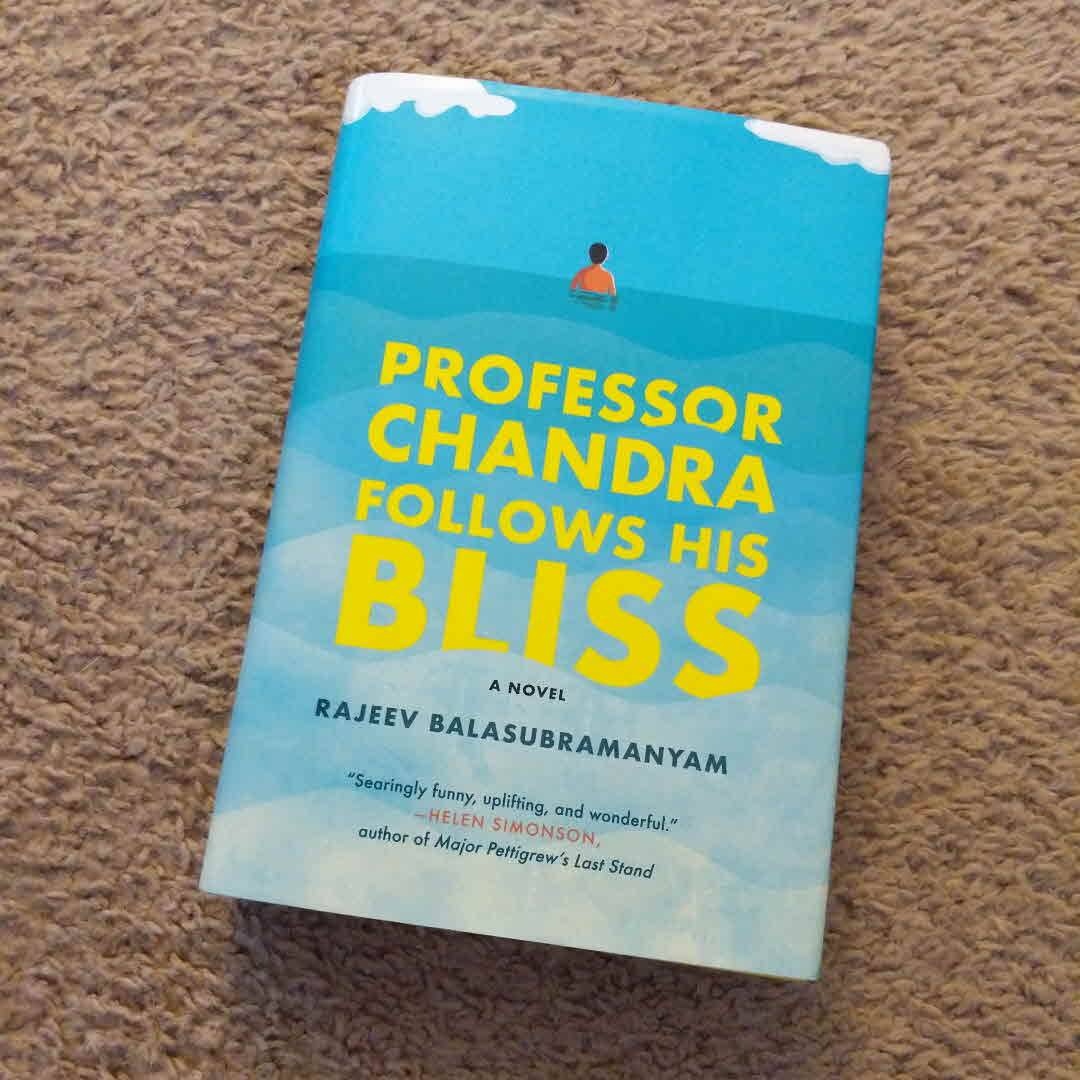 PROFESSOR
CHANDRA
FOLLOWS HIS
BLISS
A NOVEL
RAJEEV BALASUBRAMANYAM
“Searingly funny, uplifting, and wonderful.”
—HELEN SIMONSON,
author of Major Pettigrew’s Last Stand